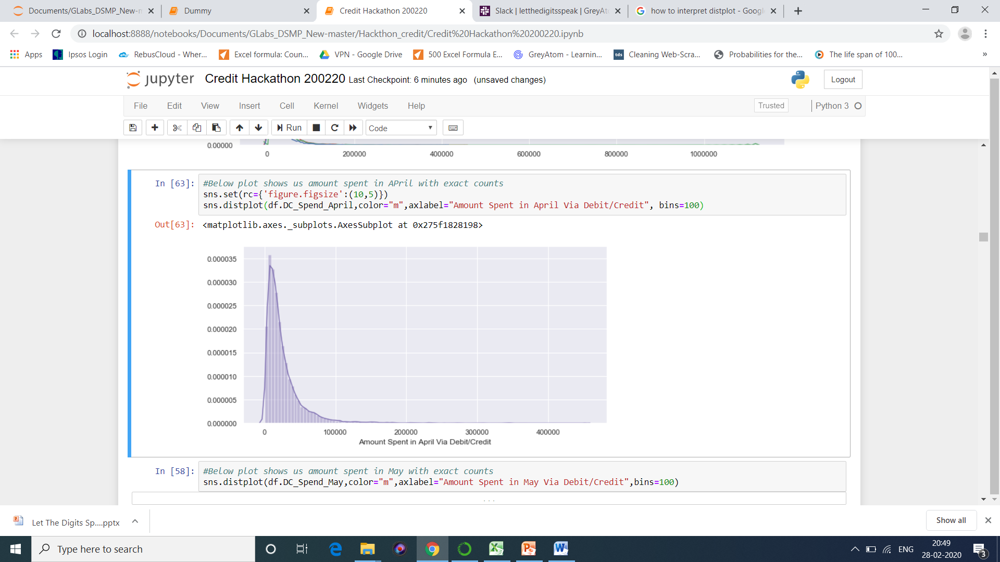 Documents/GLabs_DSMP_New-m
Dummy
Credit Hackathon 200220
Slack | letthedigitsspeak | GreyAto
how to interpret distplot - Googl
localhost:8888/notebooks/Documents/GLabs_DSMP_New-master/Hackthon_credit/Credit%20Hackathon%20200220.ipynb
Apps
Ipsos Login
RebusCloud - Wher...
Excel formula: Coun...
VPN - Google Drive
500 Excel Formula E...
GreyAtom - Learnin...
tds
Cleaning Web-Scra...
Probabilities for the...
The life span of 100...
»
jupyter
Credit Hackathon 200220
Last Checkpoint: 6 minutes ago
(unsaved changes)
Logout
File
Edit
View
Insert
Cell
Kernel
Widgets
Help
Trusted
Python 3
Run
Code
0.00000
0
200000
400000
600000
800000
1000000
In [63]:
#Below plot shows us amount spent in APril with exact counts
sns.set(rc={'figure.figsize':(10,5)})
sns.distplot(df.DC_Spend_April,color="m",axlabel="Amount Spent in April Via Debit/Credit", bins=100)
Out[63]:
<matplotlib.axes._subplots.AxesSubplot at 0x275f1828198>
0.000035
0.000030
0.000025
0.000020
0.000015
0.000010
0.000005
0.000000
0
100000
200000
300000
400000
Amount Spent in April Via Debit/Credit
In [58]:
#Below plot shows us amount spent in May with exact counts
sns.distplot(df.DC_Spend_May,color="m",axlabel="Amount Spent in May Via Debit/Credit",bins=100)
...
Let The Digits Sp....pptx
Show all
Type here to search
ENG
20:49
28-02-2020
3